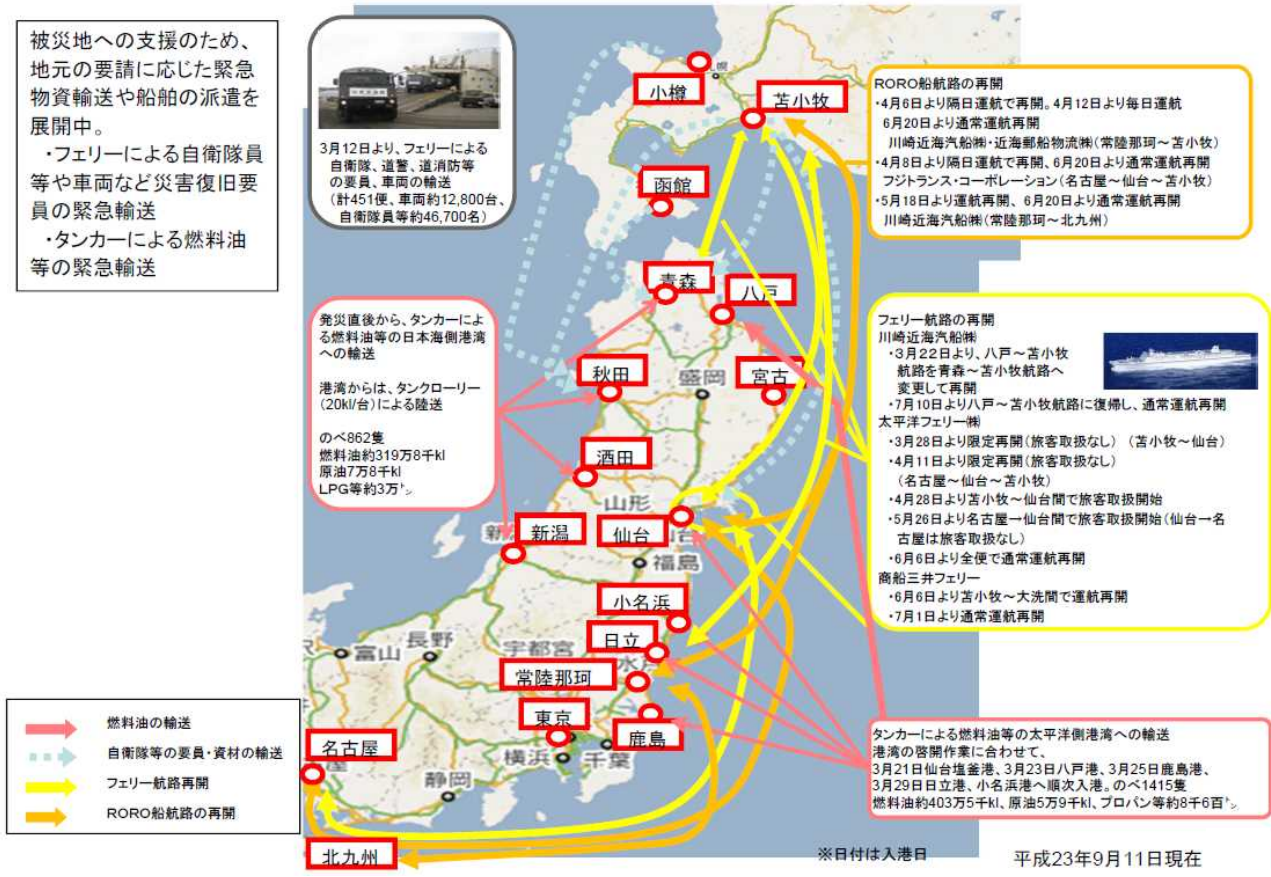 被災地への支援のため、
地元の要請に応じた緊急
物資輸送や船舶の派遣を
展開中。
・フェリーによる自衛隊員
等や車両など災害復旧要
員の緊急輸送
・タンカーによる燃料油
等の緊急輸送
3月12日より、フェリーによる
自衛隊、道警、道消防等
の要員、車両の輸送
(計451便、車両約12,800台、
自衛隊員等約46,700名)
小樽
札幌
苫小牧
函館
青森
八戸
秋田
盛岡
宮古
酒田
山形
仙台
新潟
福島
小名浜
日立
宇都宮
水戸
常陸那珂
長野
富山
東京
鹿島
横浜
千葉
名古屋
静岡
北九州
RORO船航路の再開
・4月6日より隔日運航で再開。4月12日より毎日運航
6月20日より通常運航再開
川崎近海汽船㈱・近海郵船物流㈱(常陸那珂~苫小牧)
・4月8日より隔日運航で再開、6月20日より通常運航再開
フジトランス・コーポレーション(名古屋~仙台~苫小牧)
・5月18日より運航再開、6月20日より通常運航再開
川崎近海汽船㈱(常陸那珂~北九州)
発災直後から、タンカーによ
る燃料油等の日本海側港湾
への輸送
港湾からは、タンクローリー
(20kl/台)による陸送
のべ862隻
燃料油約319万8千kl
原油7万8千kl
LPG等約3万㌧
フェリー航路の再開
川崎近海汽船㈱
・3月22日より、八戸~苫小牧
航路を青森~苫小牧航路へ
変更して再開
・7月10日より八戸~苫小牧航路に復帰し、通常運航再開
太平洋フェリー㈱
・3月28日より限定再開(旅客取扱なし) (苫小牧~仙台)
・4月11日より限定再開(旅客取扱なし)
(名古屋~仙台~苫小牧)
・4月28日より苫小牧~仙台間で旅客取扱開始
・5月26日より名古屋→仙台間で旅客取扱開始(仙台→名
古屋は旅客取扱なし)
・6月6日より全便で通常運航再開
商船三井フェリー
・6月6日より苫小牧~大洗間で運航再開
・7月1日より通常運航再開
燃料油の輸送
自衛隊等の要員・資材の輸送
フェリー航路再開
RORO船航路の再開
タンカーによる燃料油等の太平洋側港湾への輸送
港湾の啓開作業に合わせて、
3月21日仙台塩釜港、3月23日八戸港、3月25日鹿島港、
3月29日日立港、小名浜港へ順次入港。のべ1415隻
燃料油約403万5千kl、原油5万9千kl、プロパン等約8千6百㌧
※日付は入港日
平成23年9月11日現在